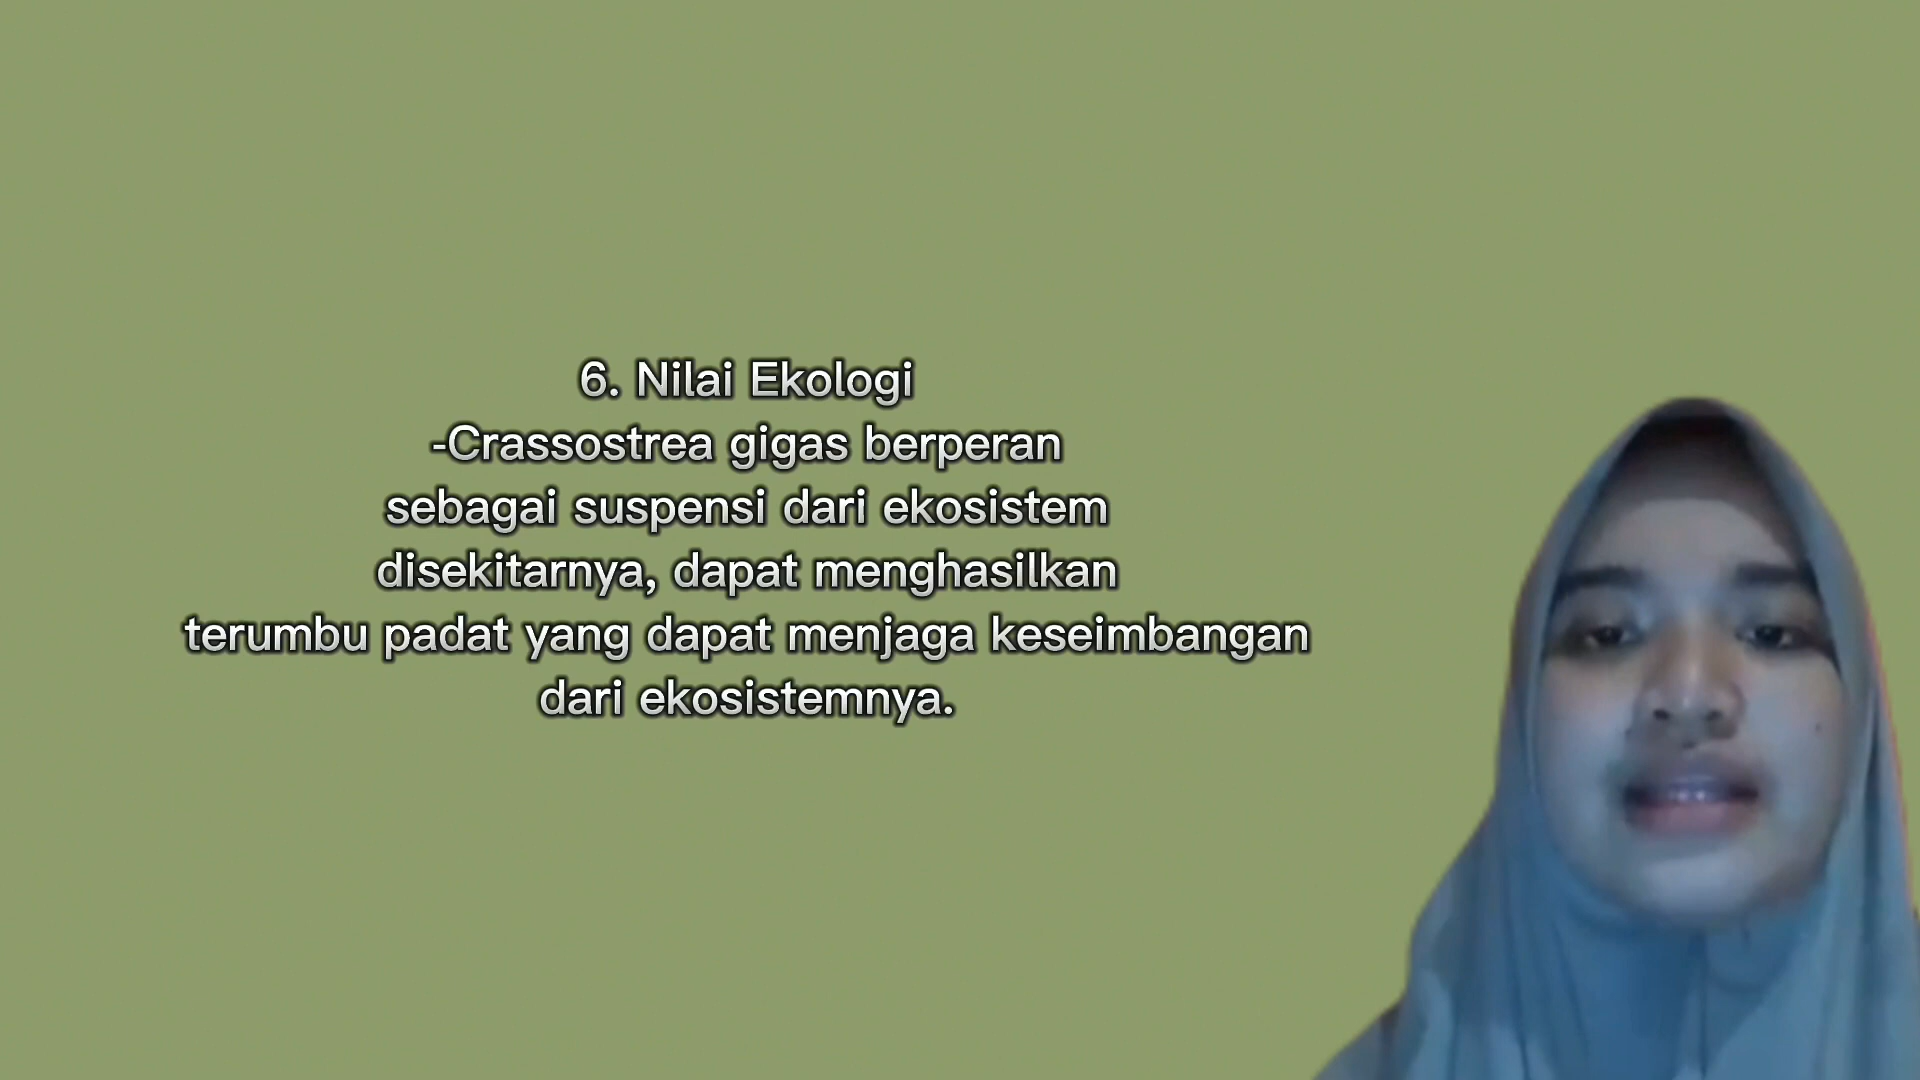 6. Nilai Ekologi
-Crassostrea gigas berperan
sebagai suspensi dari ekosistem
disekitarnya, dapat menghasilkan
terumbu padat yang dapat menjaga keseimbangan
dari ekosistemnya.